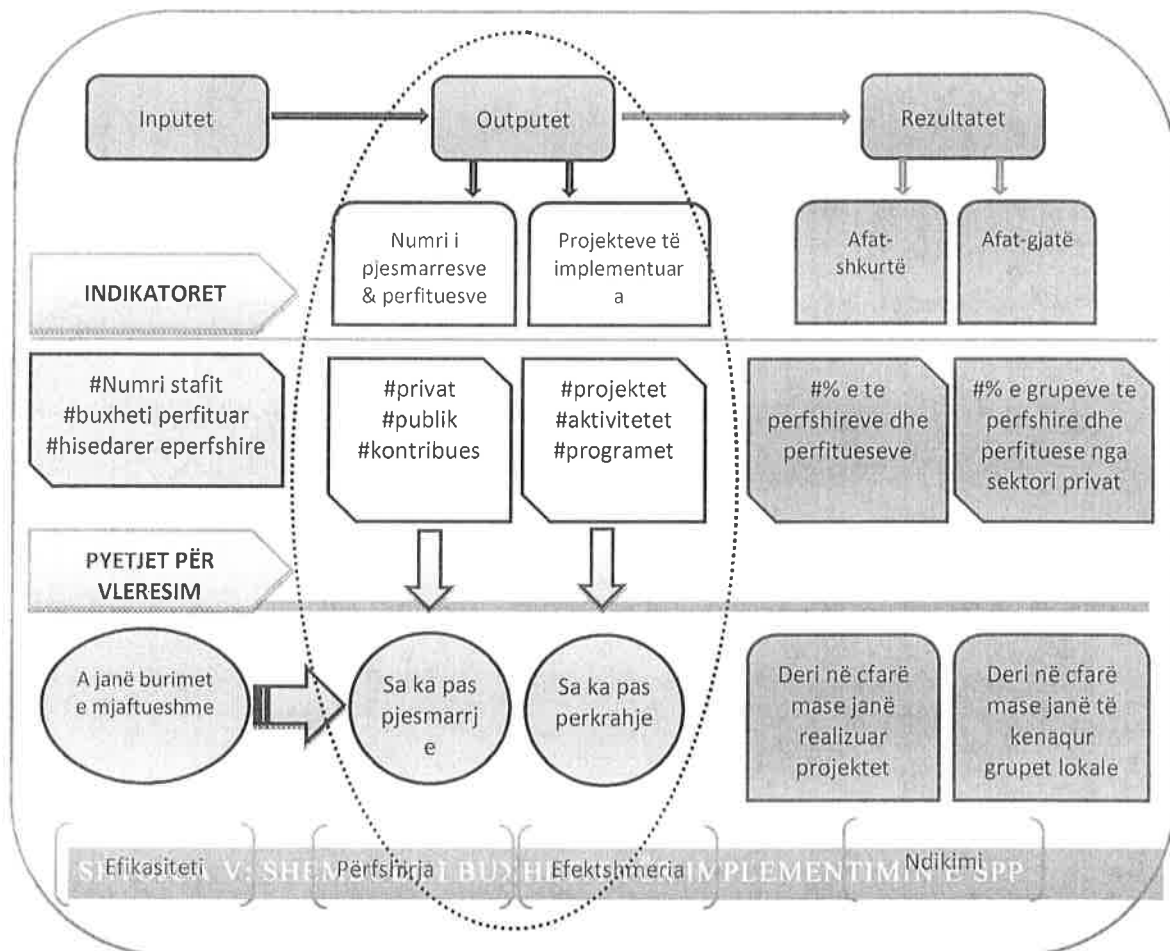 Inputet
Outputet
Rezultatet
Numri i
pjesmarresve
& perfituesve
Projekteve të
implementuar
a
Afat-
shkurtë
Afat-gjatë
INDIKATORET
#Numri stafit
#buxheti perfituar
#hisedarer eperfshire
#privat
#publik
#kontribues
#projektet
#aktivitetet
#programet
#% e te
perfshireve dhe
perfitueseve
#% e grupeve te
perfshire dhe
perfituese nga
sektori privat
PYETJET PËR
VLERESIM
A janë burimet
e mjaftueshme
Sa ka pas
pjesmarrj
e
Sa ka pas
perkrahje
Deri në cfarë
mase janë
realizuar
projektet
Deri në cfarë
mase janë të
kenaqur
grupet lokale
Efikasiteti
Përfshirja
Efektshmeria
Ndikimi
V: I IMPLEMENTIMIN E SPP